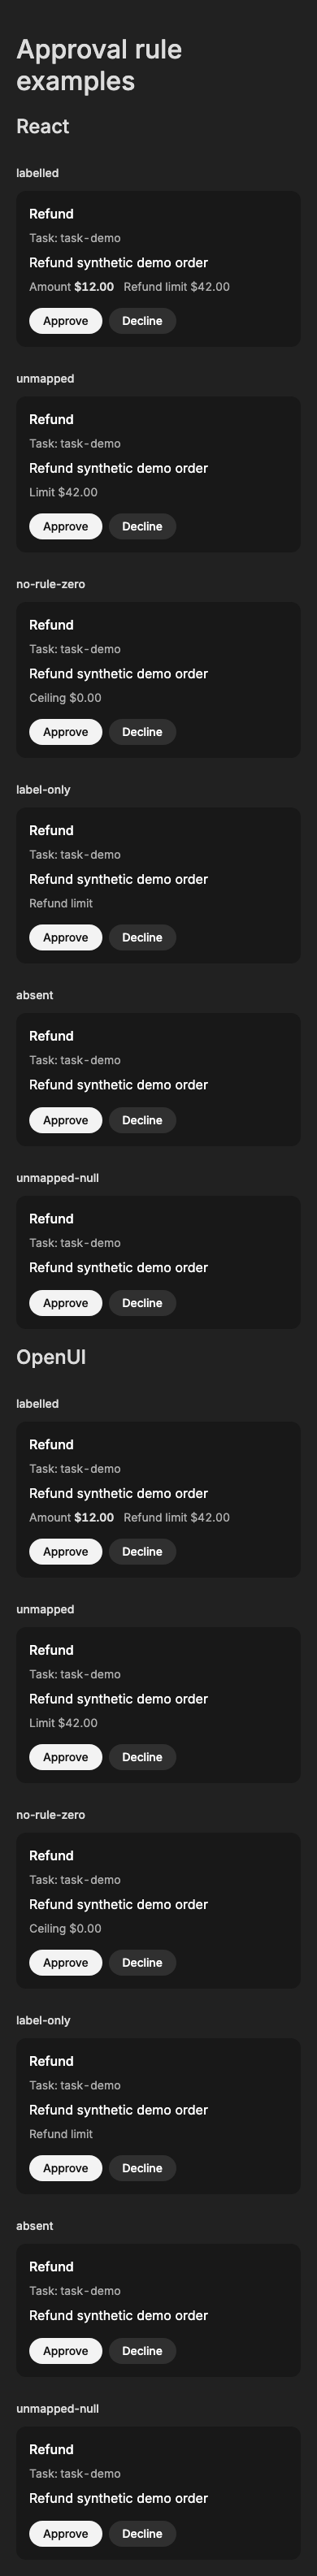 Approval rule
examples
React
labelled
Refund
Task: task-demo
Refund synthetic demo order
Amount $12.00 Refund limit $42.00
Approve Decline
unmapped
Refund
Task: task-demo
Refund synthetic demo order
Limit $42.00
Approve Decline
no-rule-zero
Refund
Task: task-demo
Refund synthetic demo order
Ceiling $0.00
Approve Decline
label-only
Refund
Task: task-demo
Refund synthetic demo order
Refund limit
Approve Decline
absent
Refund
Task: task-demo
Refund synthetic demo order
Approve Decline
unmapped-null
Refund
Task: task-demo
Refund synthetic demo order
Approve Decline
OpenUI
labelled
Refund
Task: task-demo
Refund synthetic demo order
Amount $12.00 Refund limit $42.00
Approve Decline
unmapped
Refund
Task: task-demo
Refund synthetic demo order
Limit $42.00
Approve Decline
no-rule-zero
Refund
Task: task-demo
Refund synthetic demo order
Ceiling $0.00
Approve Decline
label-only
Refund
Task: task-demo
Refund synthetic demo order
Refund limit
Approve Decline
absent
Refund
Task: task-demo
Refund synthetic demo order
Approve Decline
unmapped-null
Refund
Task: task-demo
Refund synthetic demo order
Approve Decline